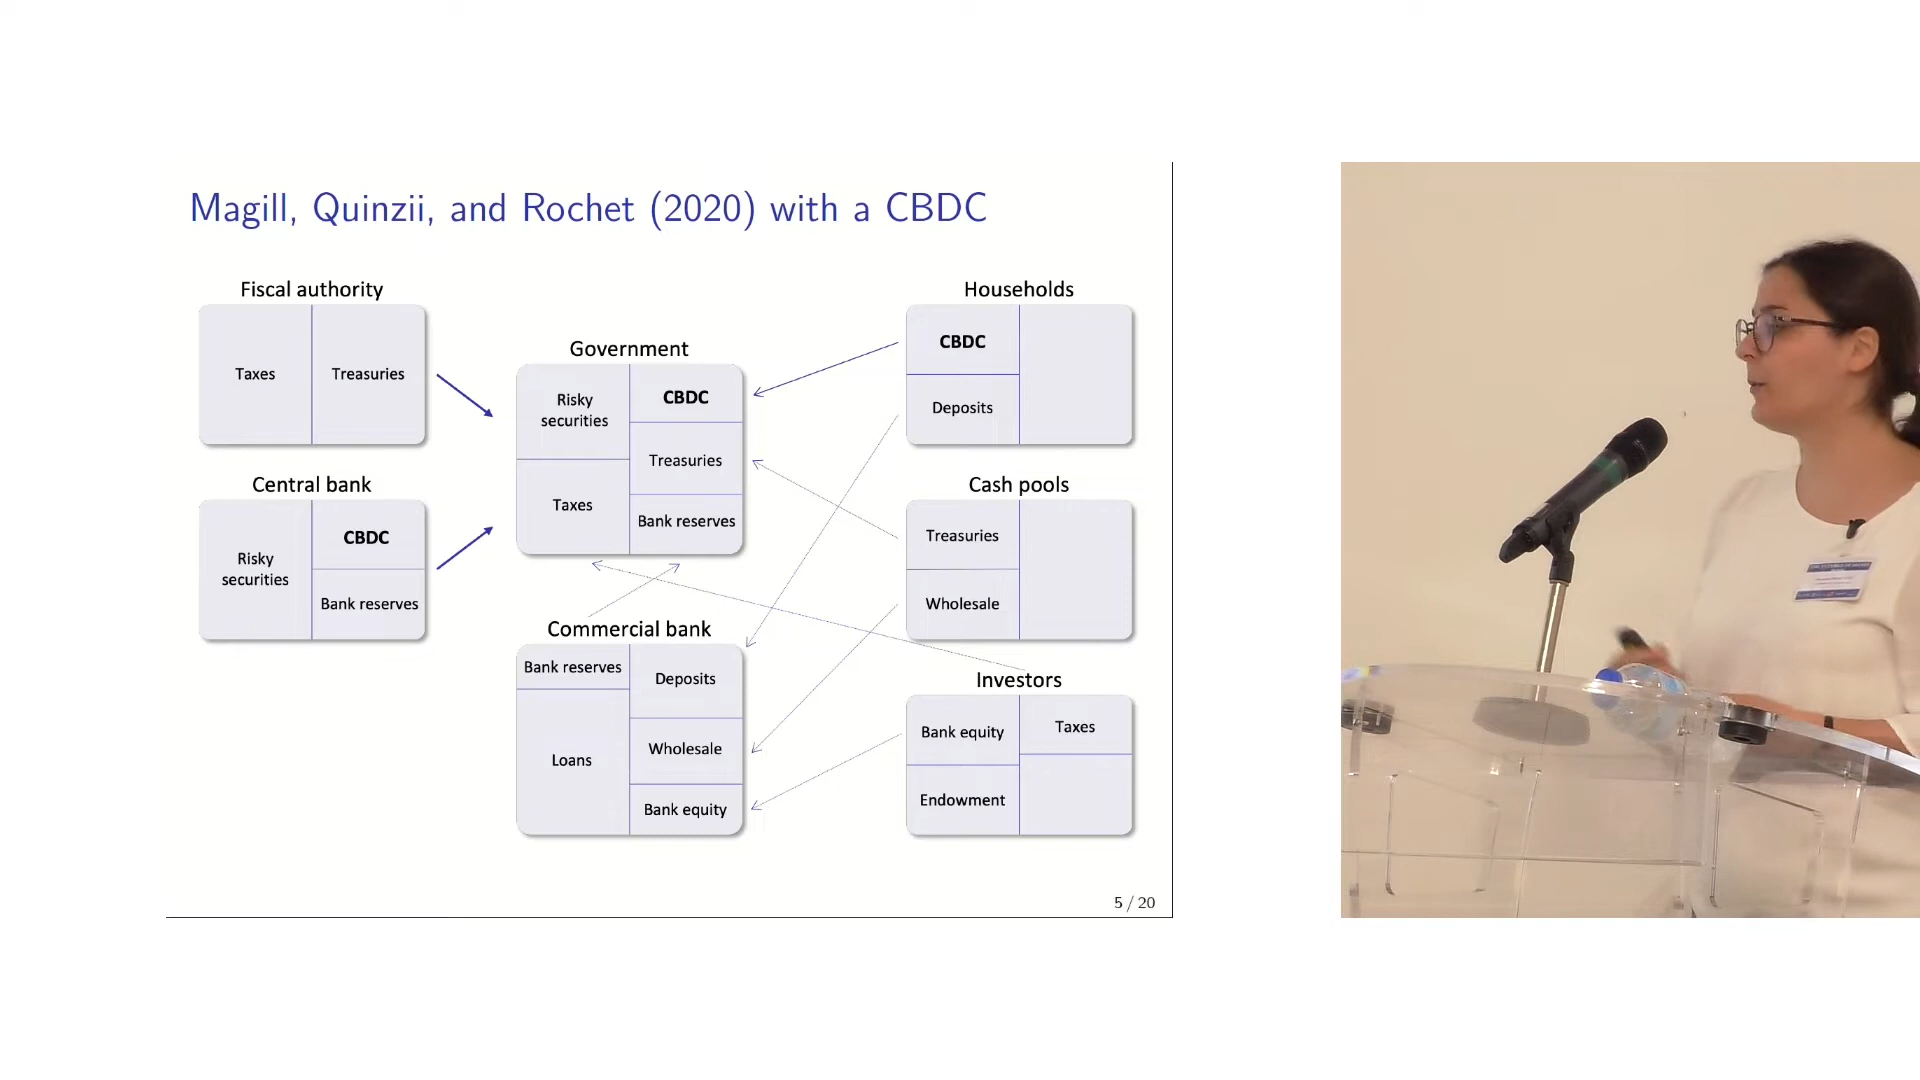 Magill, Quinzii, and Rochet (2020) with a CBDC
Fiscal authority
Taxes
Treasuries
Central bank
Risky
securities
CBDC
Bank reserves
Government
Risky
securities
Taxes
CBDC
Treasuries
Bank reserves
Commercial bank
Bank reserves
Loans
Deposits
Wholesale
Bank equity
Households
CBDC
Deposits
Cash pools
Treasuries
Wholesale
Investors
Bank equity
Endowment
Taxes
5 / 20